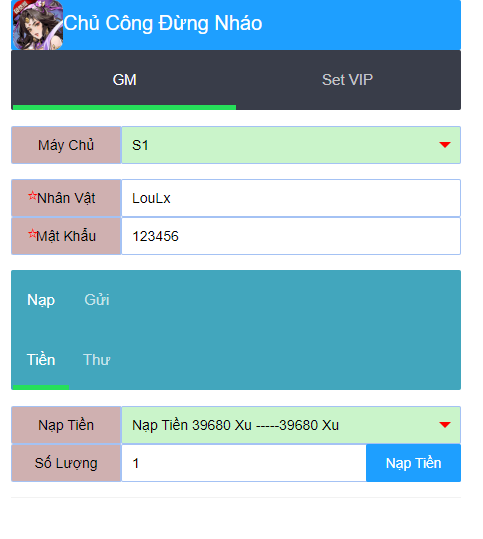 Chủ Công Đừng Nháo
GM Set VIP
Máy Chủ S1
☆Nhân Vật LouLx
☆Mật Khẩu 123456
Nạp Gửi
Tiền Thư
Nạp Tiền Nạp Tiền 39680 Xu -----39680 Xu
Số Lượng 1 Nạp Tiền